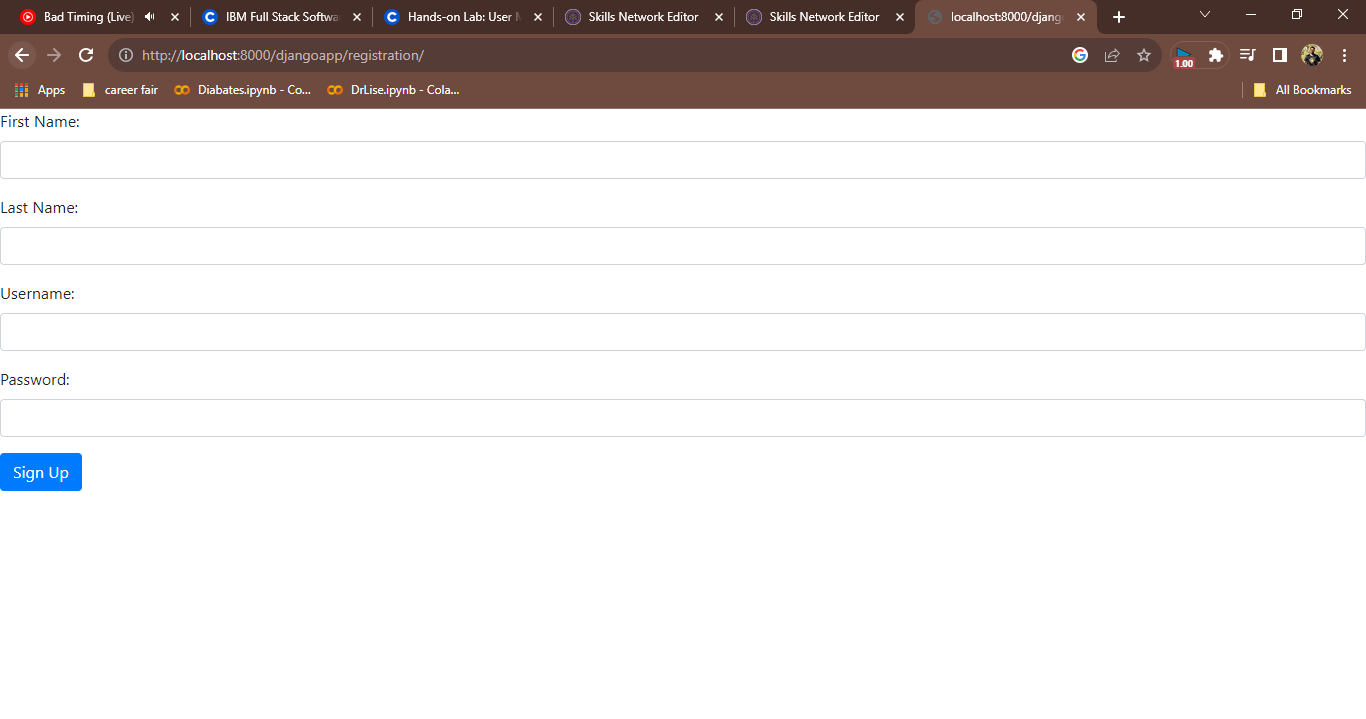 Bad Timing (Live)
IBM Full Stack Softwa
Hands-on Lab: User M
Skills Network Editor
Skills Network Editor
localhost:8000/djang
http://localhost:8000/djangoapp/registration/
1.00
Apps
career fair
Diabates.ipynb - Co...
DrLise.ipynb - Cola...
All Bookmarks
First Name:
Last Name:
Username:
Password:
Sign Up